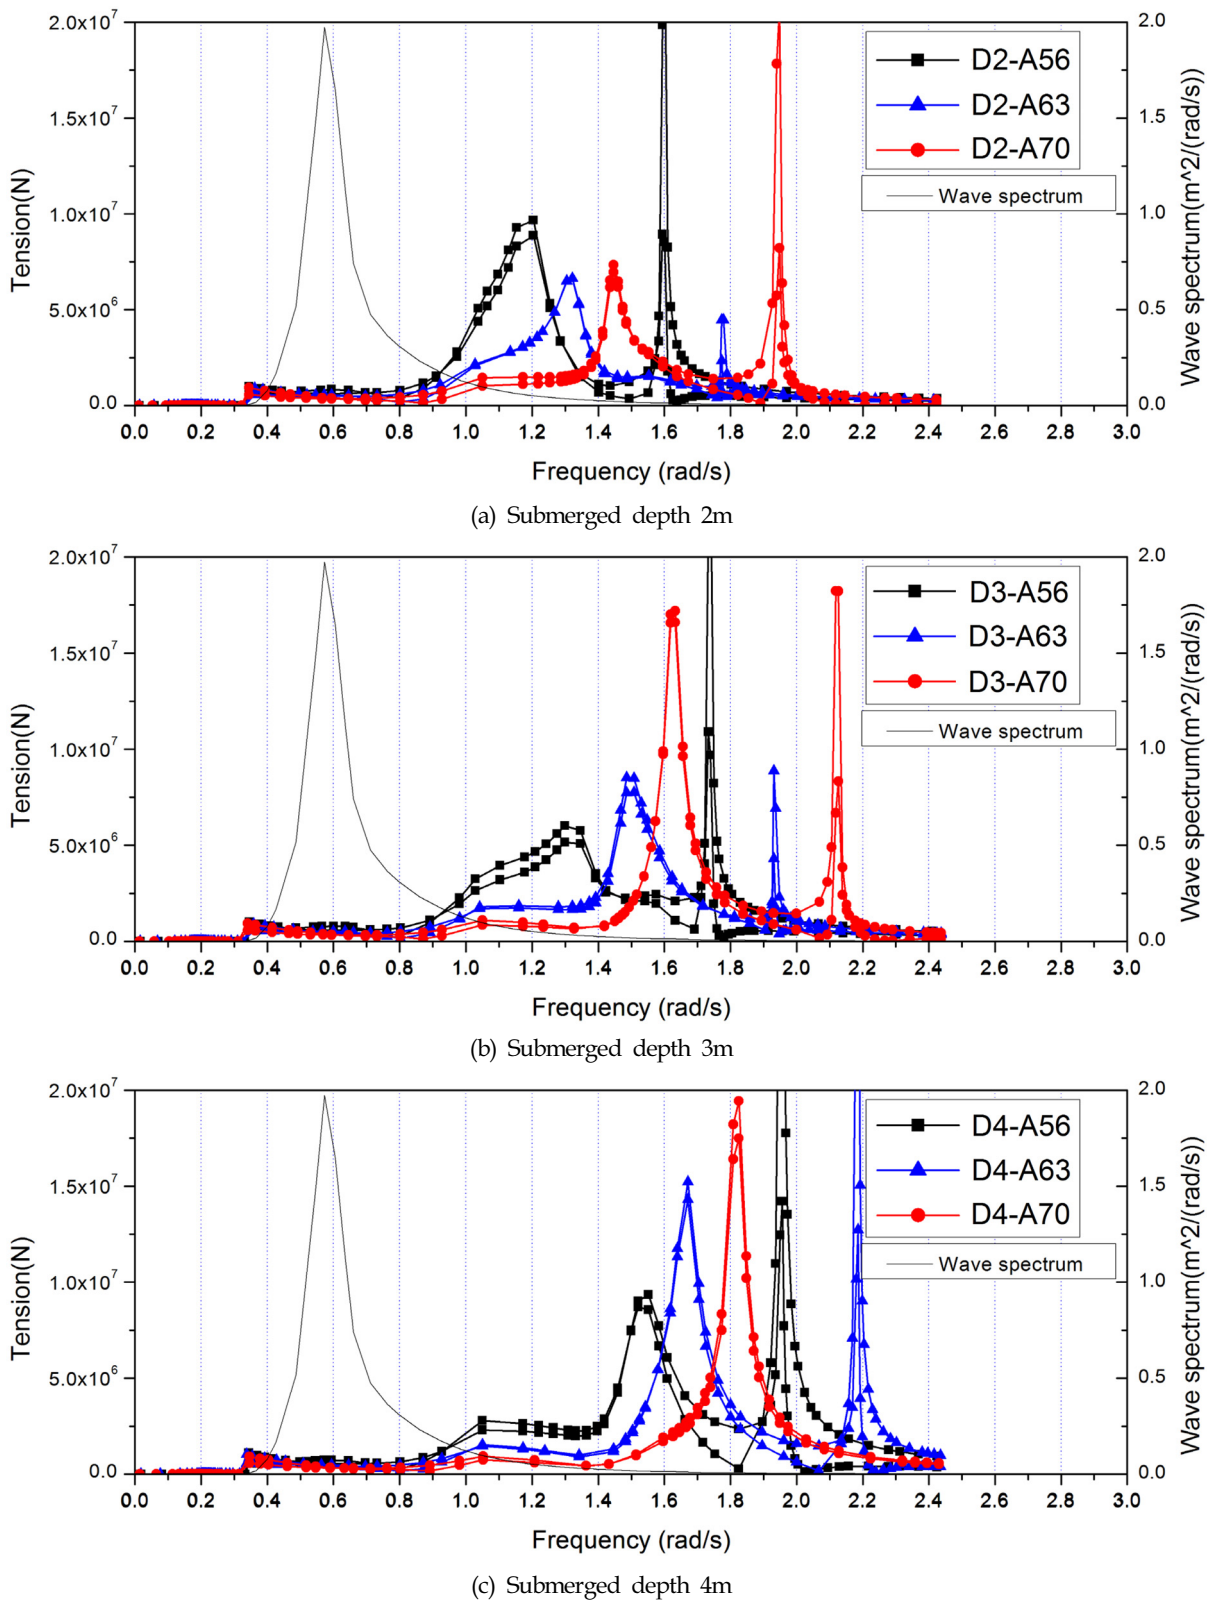 2.0x10^7
1.5x10^7
1.0x10^7
5.0x10^6
0.0
Tension(N)
2.0
1.5
1.0
0.5
0.0
Wave spectrum(m^2/(rad/s))
D2-A56
D2-A63
D2-A70
Wave spectrum
0.0 0.2 0.4 0.6 0.8 1.0 1.2 1.4 1.6 1.8 2.0 2.2 2.4 2.6 2.8 3.0
Frequency (rad/s)
(a) Submerged depth 2m
2.0x10^7
1.5x10^7
1.0x10^7
5.0x10^6
0.0
Tension(N)
2.0
1.5
1.0
0.5
0.0
Wave spectrum(m^2/(rad/s))
D3-A56
D3-A63
D3-A70
Wave spectrum
0.0 0.2 0.4 0.6 0.8 1.0 1.2 1.4 1.6 1.8 2.0 2.2 2.4 2.6 2.8 3.0
Frequency (rad/s)
(b) Submerged depth 3m
2.0x10^7
1.5x10^7
1.0x10^7
5.0x10^6
0.0
Tension(N)
2.0
1.5
1.0
0.5
0.0
Wave spectrum(m^2/(rad/s))
D4-A56
D4-A63
D4-A70
Wave spectrum
0.0 0.2 0.4 0.6 0.8 1.0 1.2 1.4 1.6 1.8 2.0 2.2 2.4 2.6 2.8 3.0
Frequency (rad/s)
(c) Submerged depth 4m